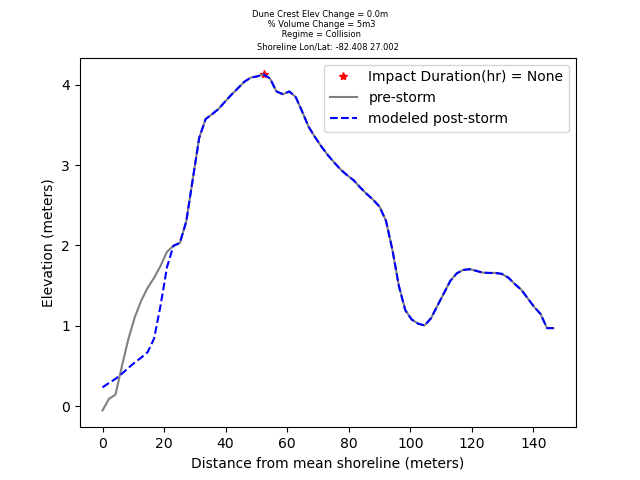 Dune Crest Elev Change = 0.0m
% Volume Change = 5m3
Regime = Collision
Shoreline Lon/Lat: -82.408 27.002
Impact Duration(hr) = None
pre-storm
modeled post-storm
4
3
2
1
0
Elevation (meters)
0 20 40 60 80 100 120 140
Distance from mean shoreline (meters)